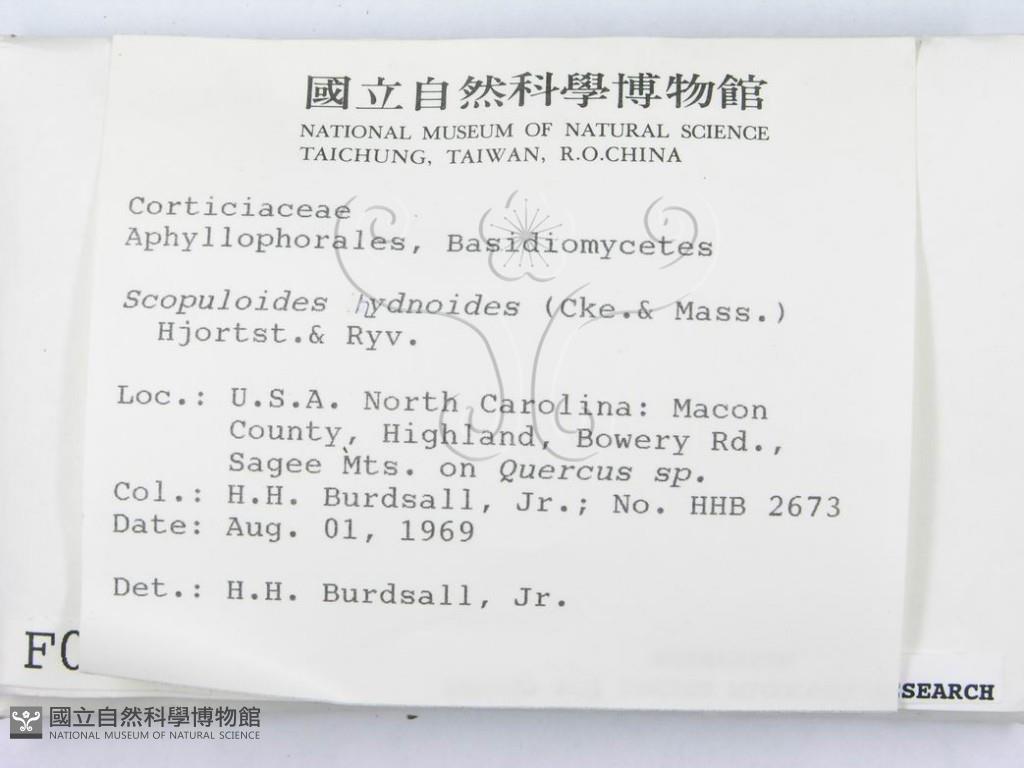 國立自然科學博物館
NATIONAL MUSEUM OF NATURAL SCIENCE
TAICHUNG, TAIWAN, R.O.CHINA
Corticiaceae
Aphyllophorales, Basidiomycetes
Scopuloides hydnoides (Cke.& Mass.)
Hjortst.& Ryv.
Loc.: U.S.A. North Carolina: Macon
County, Highland, Bowery Rd.,
Sagee Mts. on Quercus sp.
Col.: H.H. Burdsall, Jr.; No. HHB 2673
Date: Aug. 01, 1969
Det.: H.H. Burdsall, Jr.
FO
SEARCH
國立自然科學博物館
NATIONAL MUSEUM OF NATURAL SCIENCE